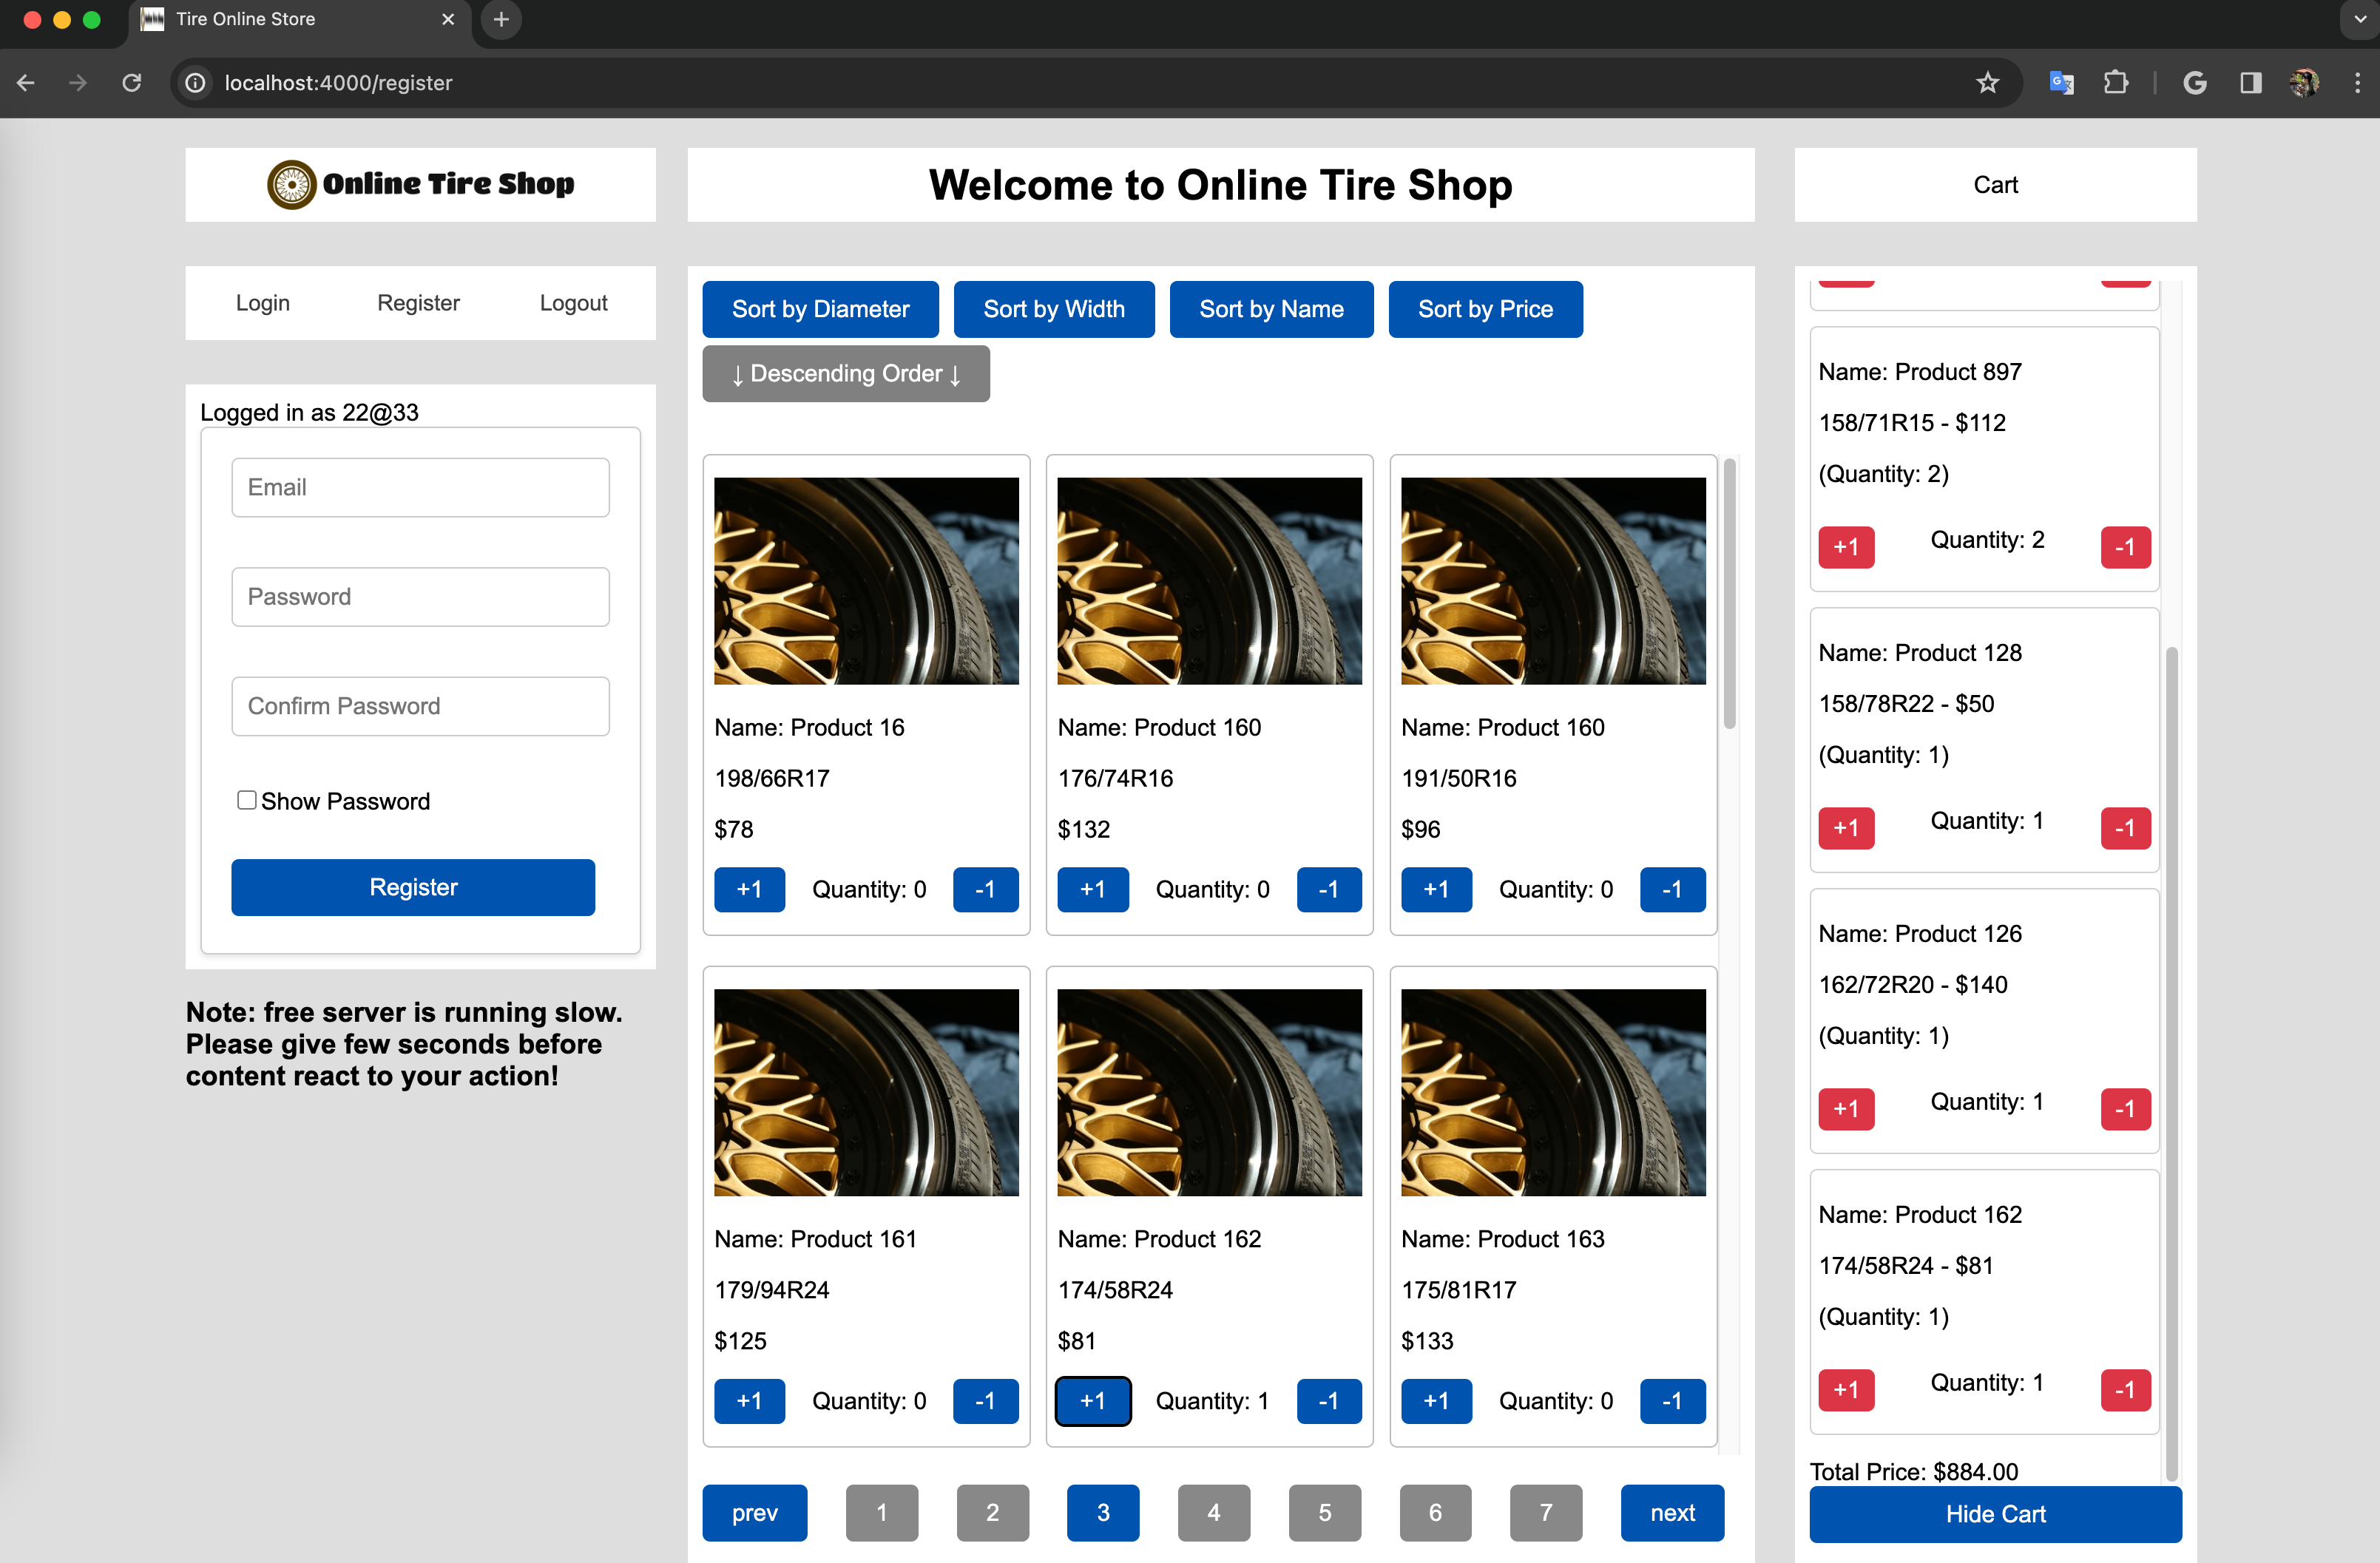 Tire Online Store
localhost:4000/register
Online Tire Shop
Welcome to Online Tire Shop
Cart
Login Register Logout
Logged in as 22@33
Email
Password
Confirm Password
Show Password
Register
Note: free server is running slow.
Please give few seconds before
content react to your action!
Sort by Diameter Sort by Width Sort by Name Sort by Price
↓ Descending Order ↓
Name: Product 16
198/66R17
$78
+1 Quantity: 0 -1
Name: Product 160
176/74R16
$132
+1 Quantity: 0 -1
Name: Product 160
191/50R16
$96
+1 Quantity: 0 -1
Name: Product 161
179/94R24
$125
+1 Quantity: 0 -1
Name: Product 162
174/58R24
$81
+1 Quantity: 1 -1
Name: Product 163
175/81R17
$133
+1 Quantity: 0 -1
prev 1 2 3 4 5 6 7 next
Name: Product 897
158/71R15 - $112
(Quantity: 2)
+1 Quantity: 2 -1
Name: Product 128
158/78R22 - $50
(Quantity: 1)
+1 Quantity: 1 -1
Name: Product 126
162/72R20 - $140
(Quantity: 1)
+1 Quantity: 1 -1
Name: Product 162
174/58R24 - $81
(Quantity: 1)
+1 Quantity: 1 -1
Total Price: $884.00
Hide Cart